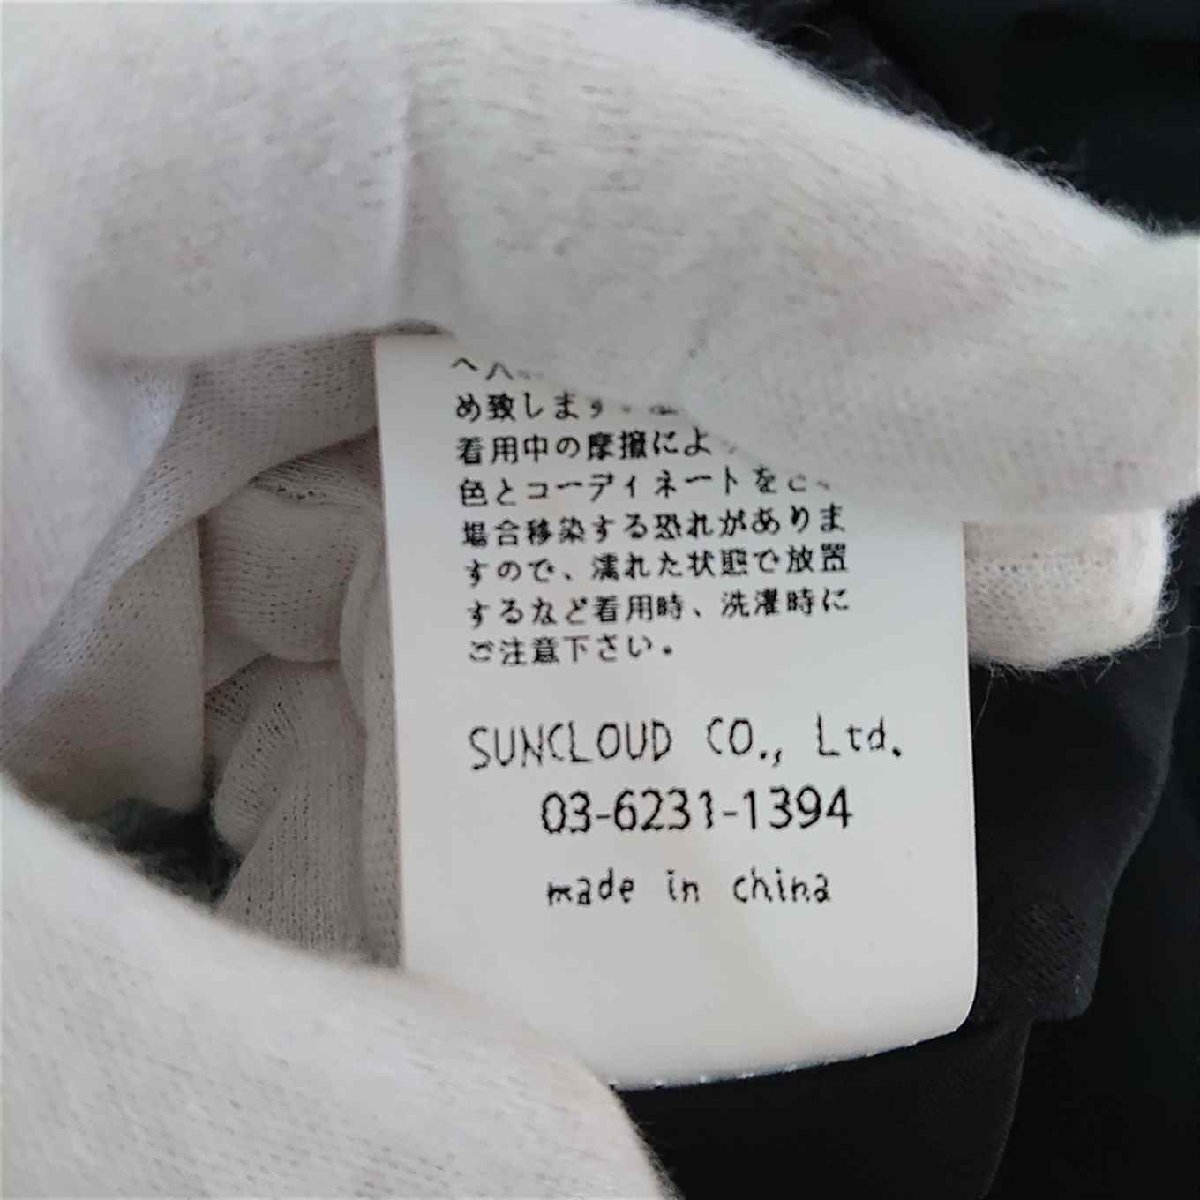 め致します
着用中の摩擦によ
色とコーディネートを
場合移染する恐れがありま
すので、濡れた状態で放置
するなど着用時、洗濯時に
ご注意下さい。
SUNCLOUD CO., Ltd.
03-6231-1394
made in china